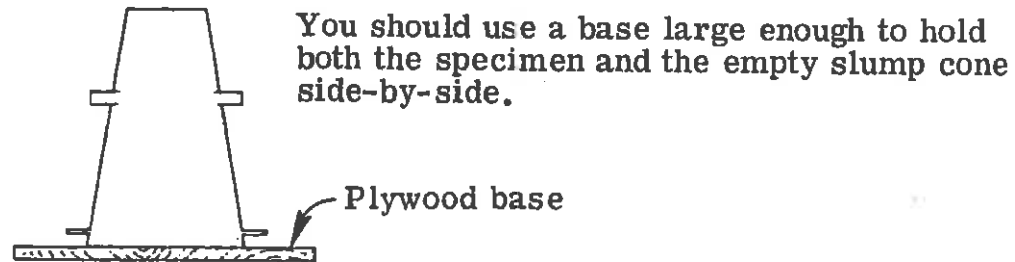 You should use a base large enough to hold
both the specimen and the empty slump cone
side-by-side.
Plywood base